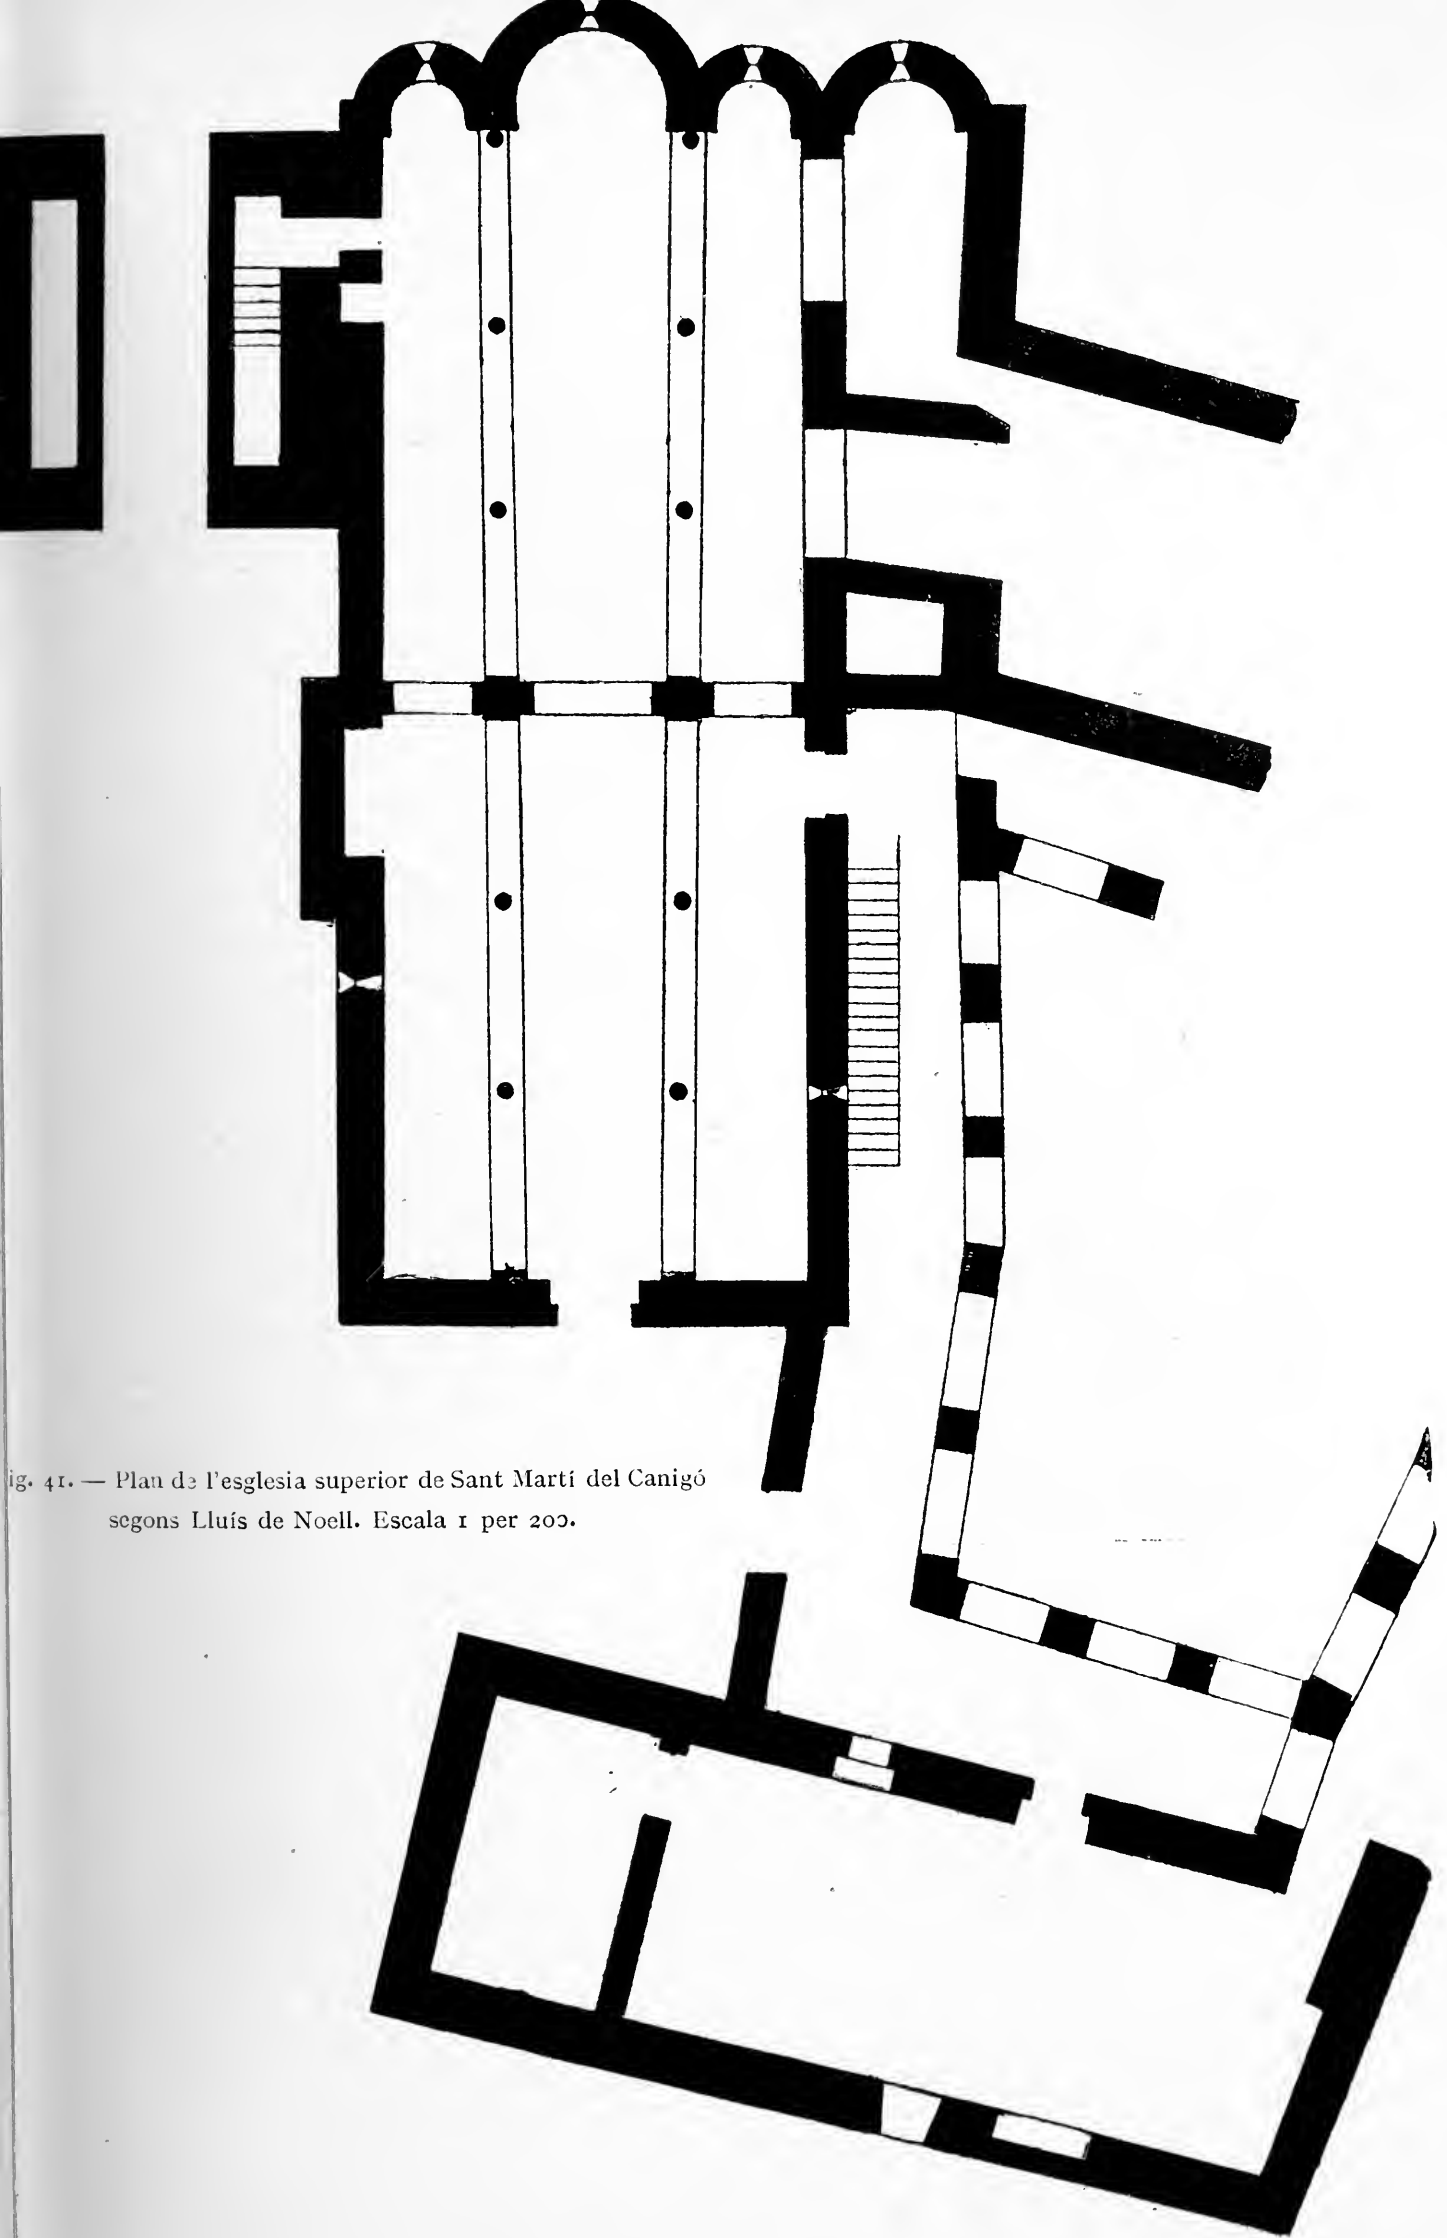 ig. 41. — Plan de l'esglesia superior de Sant Martí del Canigó
segons Lluís de Noell. Escala 1 per 200.